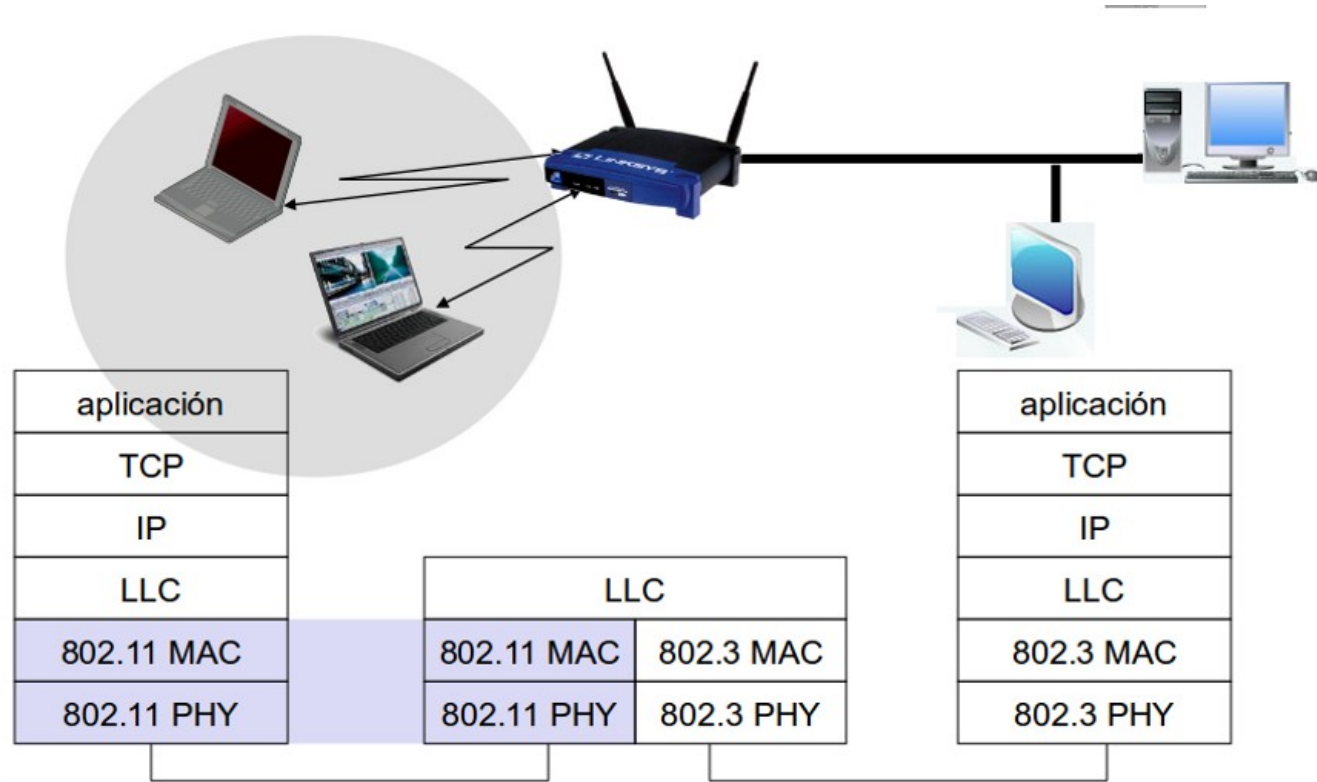 LINKSYS
aplicación
TCP
IP
LLC
802.11 MAC
802.11 PHY
LLC
802.11 MAC 802.3 MAC
802.11 PHY 802.3 PHY
aplicación
TCP
IP
LLC
802.3 MAC
802.3 PHY